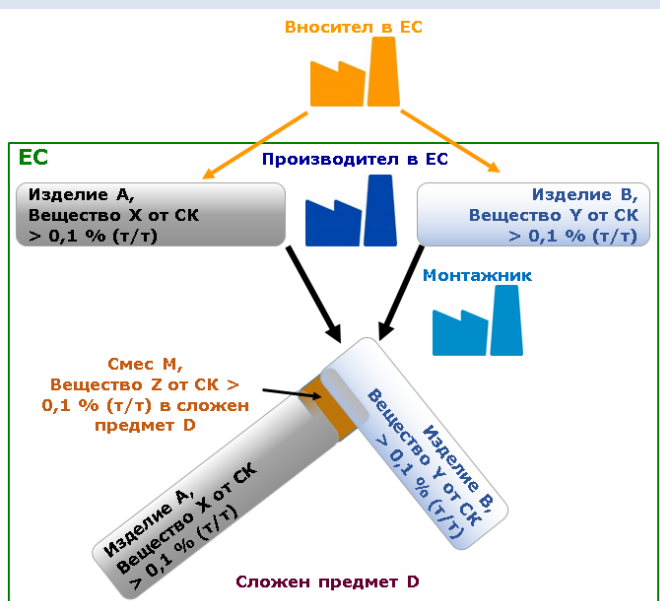 Вносител в ЕС
ЕС
Производител в ЕС
Изделие A,
Вещество X от СК
> 0,1 % (т/т)
Изделие B,
Вещество Y от СК
> 0,1 % (т/т)
Монтажник
Смес M,
Вещество Z от СК >
0,1 % (т/т) в сложен
предмет D
Изделие A,
Вещество X от СК
> 0,1 % (т/т)
Изделие B,
Вещество Y от СК
> 0,1 % (т/т)
Сложен предмет D